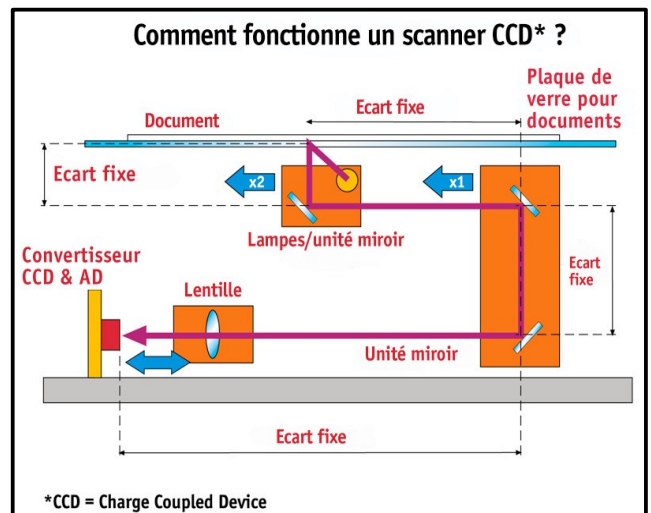 Comment fonctionne un scanner CCD* ?
Plaque de
verre pour
documents
Ecart fixe
Document
Ecart fixe
x2
x1
Lampes/unité miroir
Convertisseur
CCD & AD
Lentille
Ecart
fixe
Unité miroir
Ecart fixe
*CCD = Charge Coupled Device